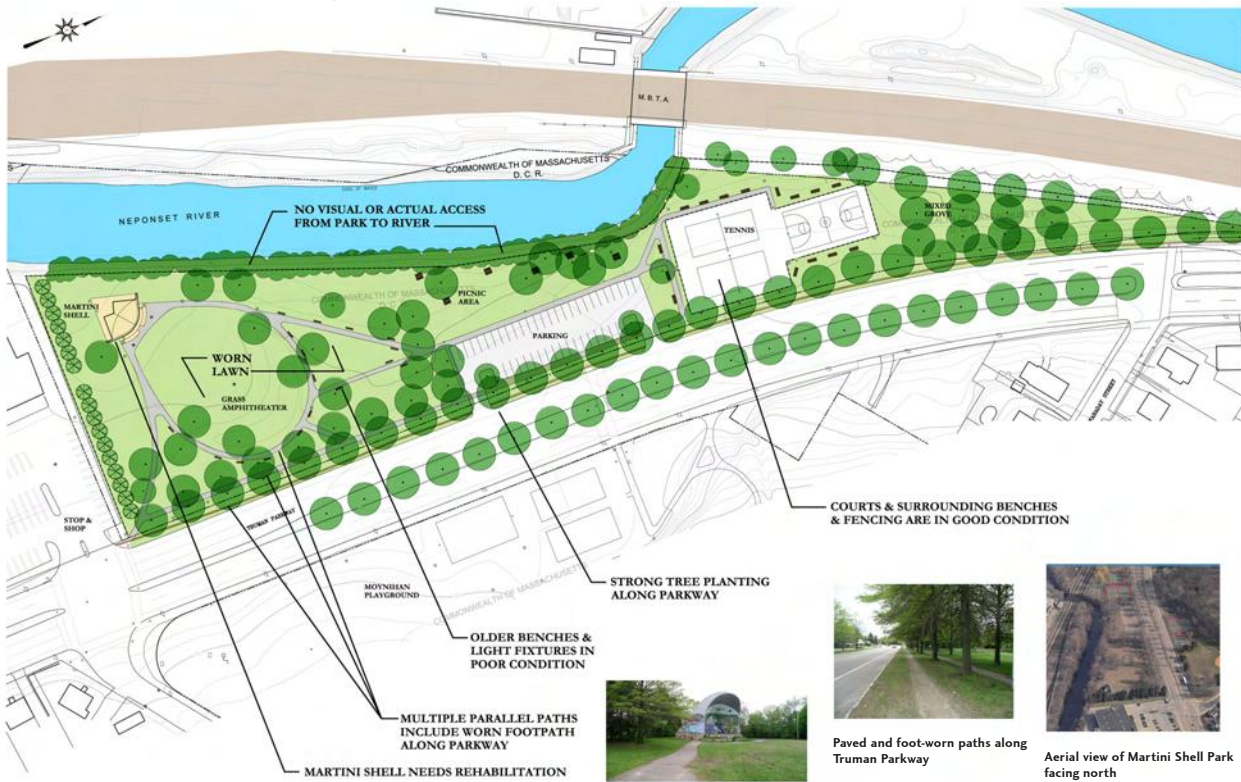 M.B.T.A.
COMMONWEALTH OF MASSACHUSETTS
D. C. R.
NEPONSET RIVER
NO VISUAL OR ACTUAL ACCESS
FROM PARK TO RIVER
MIXED
GROVE
TENNIS
MARTINI
SHELL
COMMONWEALTH OF MASSACHUSETTS
PICNIC
AREA
PARKING
WORN
LAWN
GRASS
AMPHITHEATER
STOP &
SHOP
TRUMAN PARKWAY
COURTS & SURROUNDING BENCHES
& FENCING ARE IN GOOD CONDITION
MOYNIHAN
PLAYGROUND
COMMONWEALTH OF MASSACHUSETTS
STRONG TREE PLANTING
ALONG PARKWAY
OLDER BENCHES &
LIGHT FIXTURES IN
POOR CONDITION
MULTIPLE PARALLEL PATHS
INCLUDE WORN FOOTPATH
ALONG PARKWAY
MARTINI SHELL NEEDS REHABILITATION
Paved and foot-worn paths along
Truman Parkway
Aerial view of Martini Shell Park
facing north